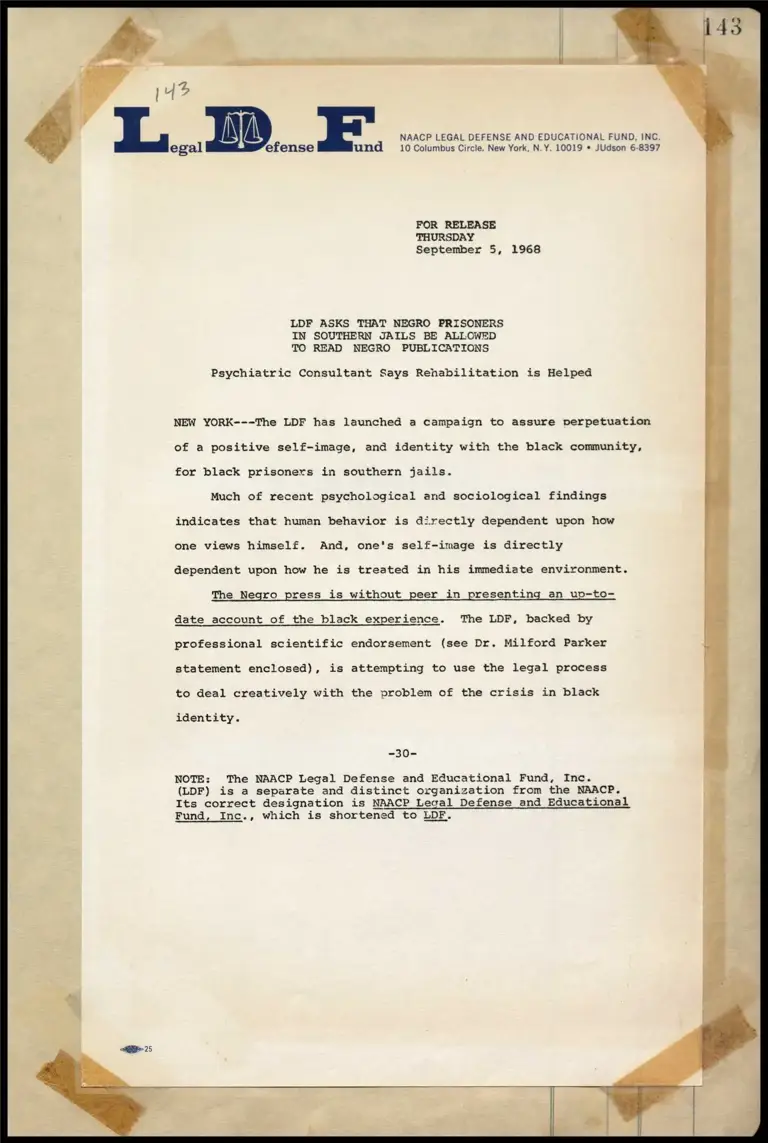 143
143
Legal Defense Fund
NAACP LEGAL DEFENSE AND EDUCATIONAL FUND, INC.
10 Columbus Circle, New York, N.Y. 10019 • JUdson 6-8397
FOR RELEASE
THURSDAY
September 5, 1968
LDF ASKS THAT NEGRO PRISONERS
IN SOUTHERN JAILS BE ALLOWED
TO READ NEGRO PUBLICATIONS
Psychiatric Consultant Says Rehabilitation is Helped
NEW YORK---The LDF has launched a campaign to assure perpetuation
of a positive self-image, and identity with the black community,
for black prisoners in southern jails.
Much of recent psychological and sociological findings
indicates that human behavior is directly dependent upon how
one views himself. And, one's self-image is directly
dependent upon how he is treated in his immediate environment.
The Negro press is without peer in presenting an up-to-
date account of the black experience. The LDF, backed by
professional scientific endorsement (see Dr. Milford Parker
statement enclosed), is attempting to use the legal process
to deal creatively with the problem of the crisis in black
identity.
-30-
NOTE: The NAACP Legal Defense and Educational Fund, Inc.
(LDF) is a separate and distinct organization from the NAACP.
Its correct designation is NAACP Legal Defense and Educational
Fund, Inc., which is shortened to LDF.
25